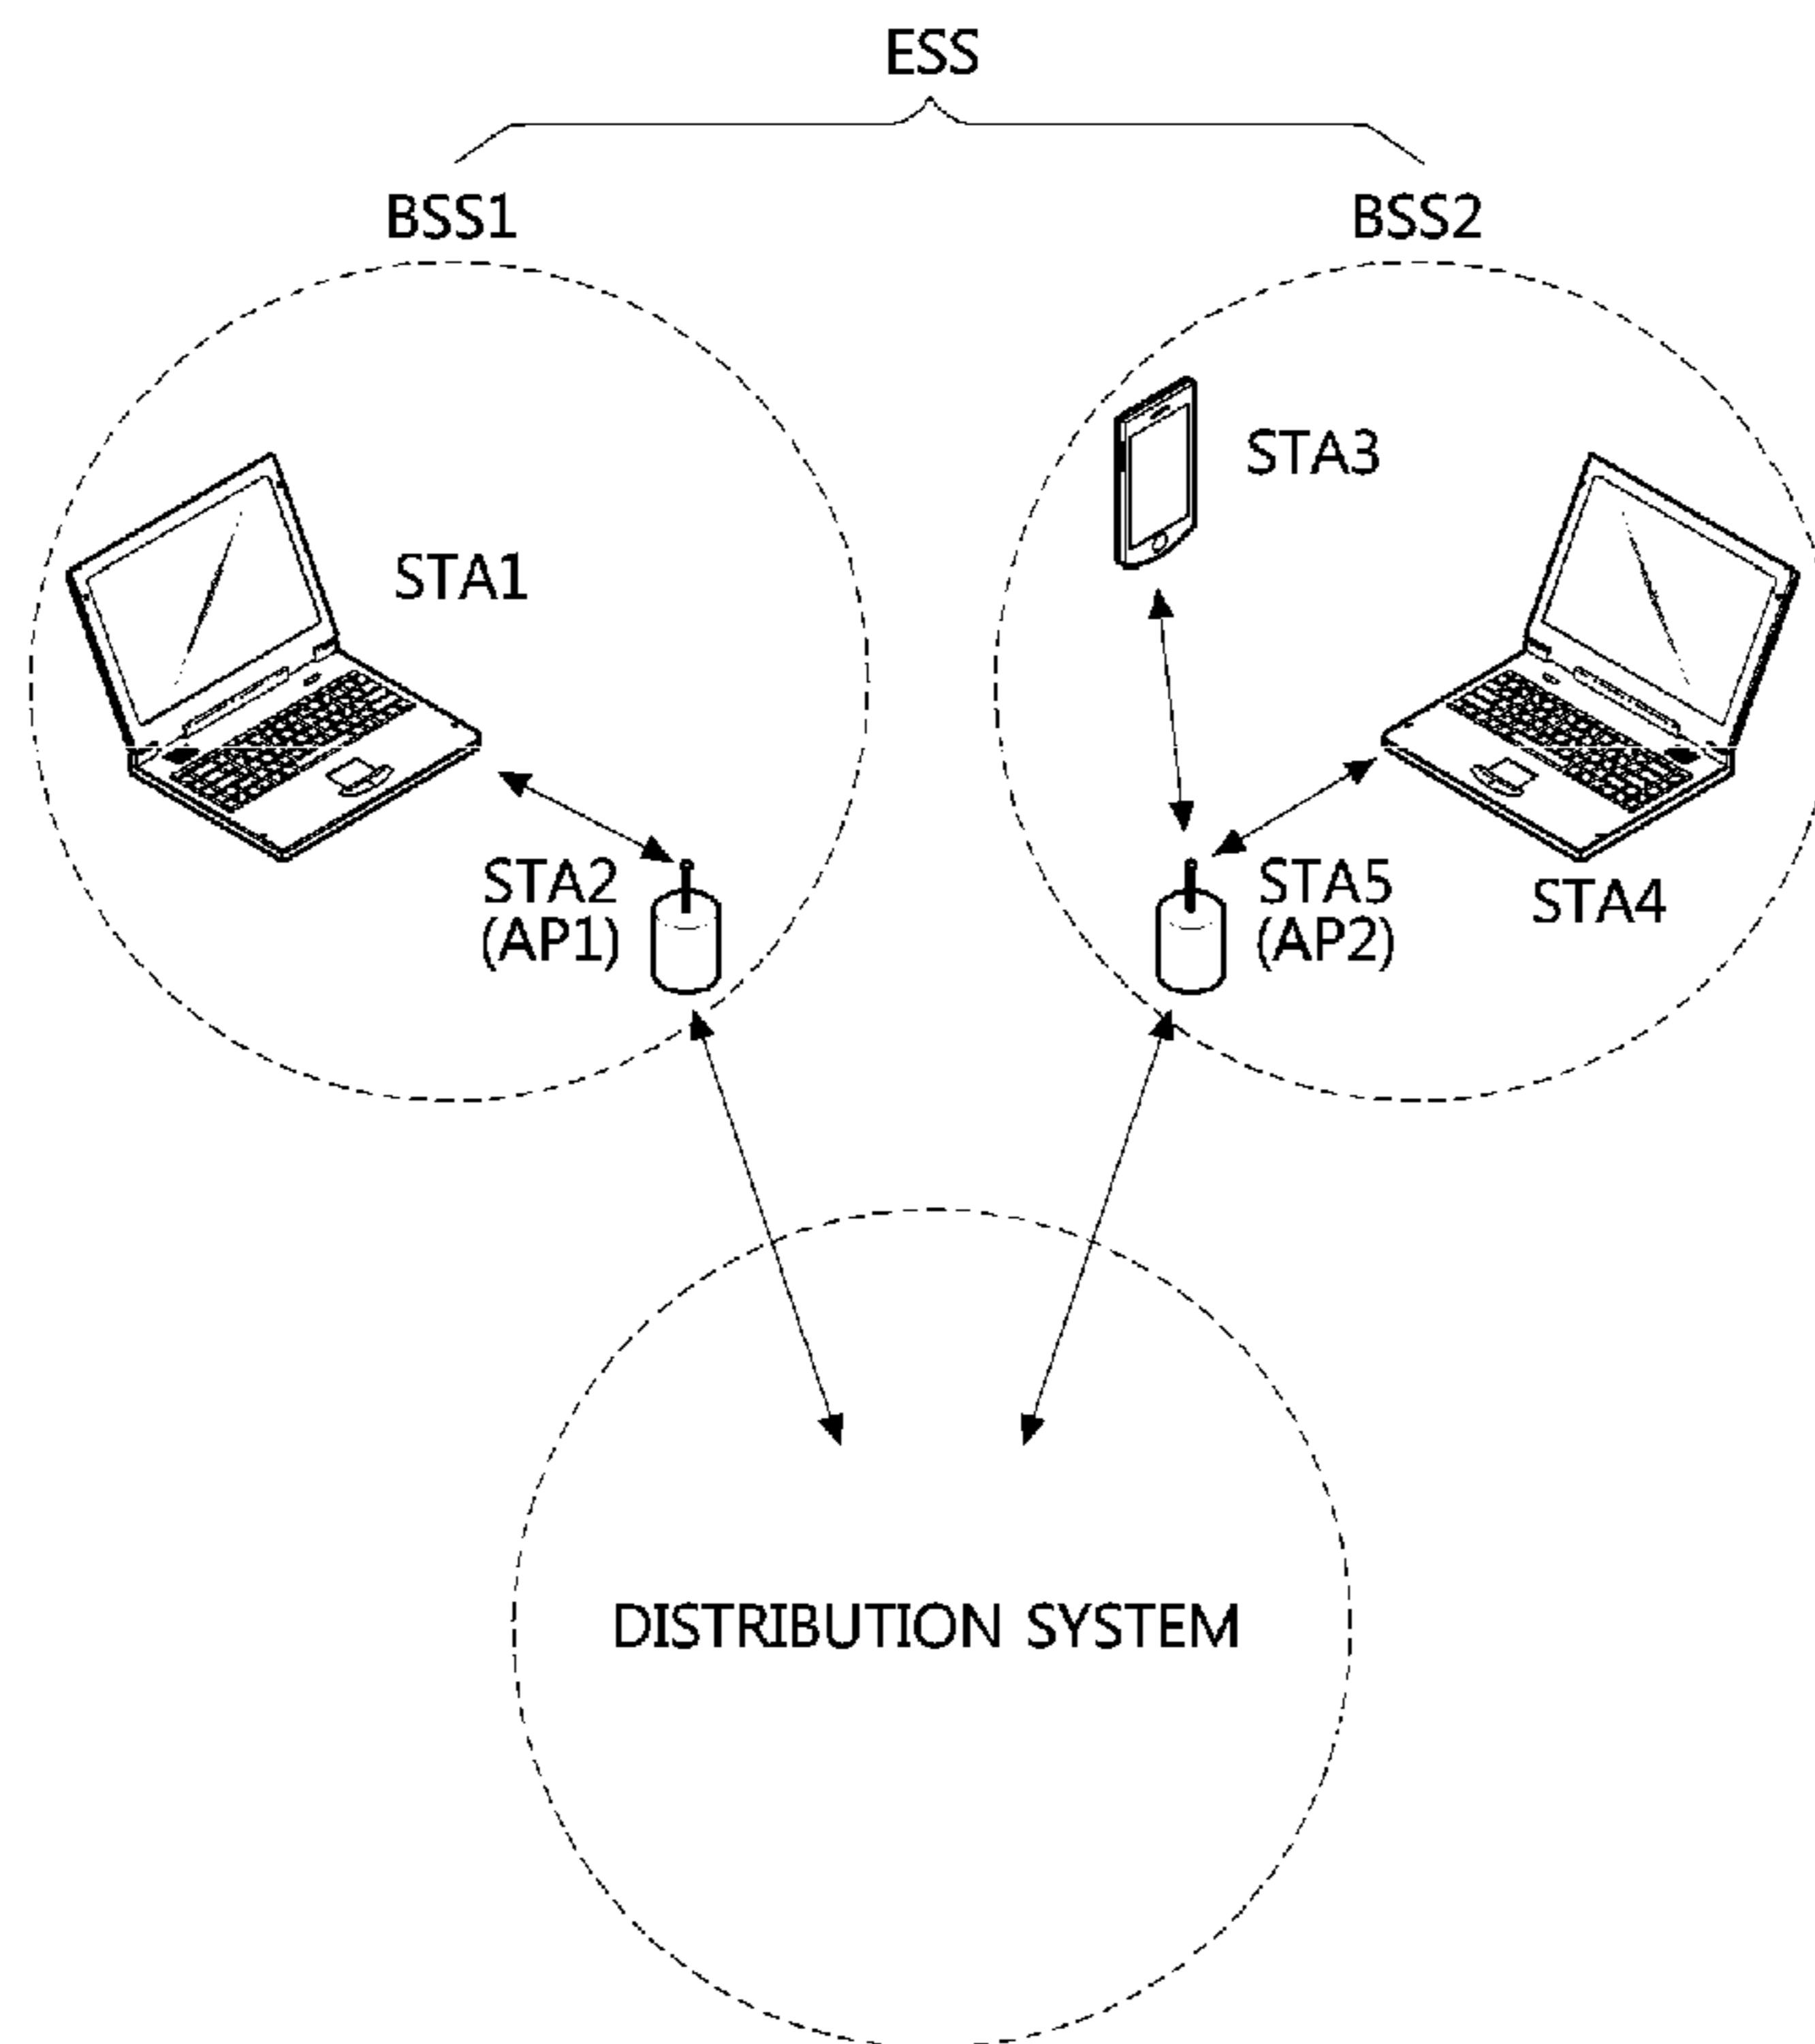 ESS
BSS1
BSS2
STA3
STA1
STA2
(AP1)
STA5
(AP2)
STA4
DISTRIBUTION SYSTEM